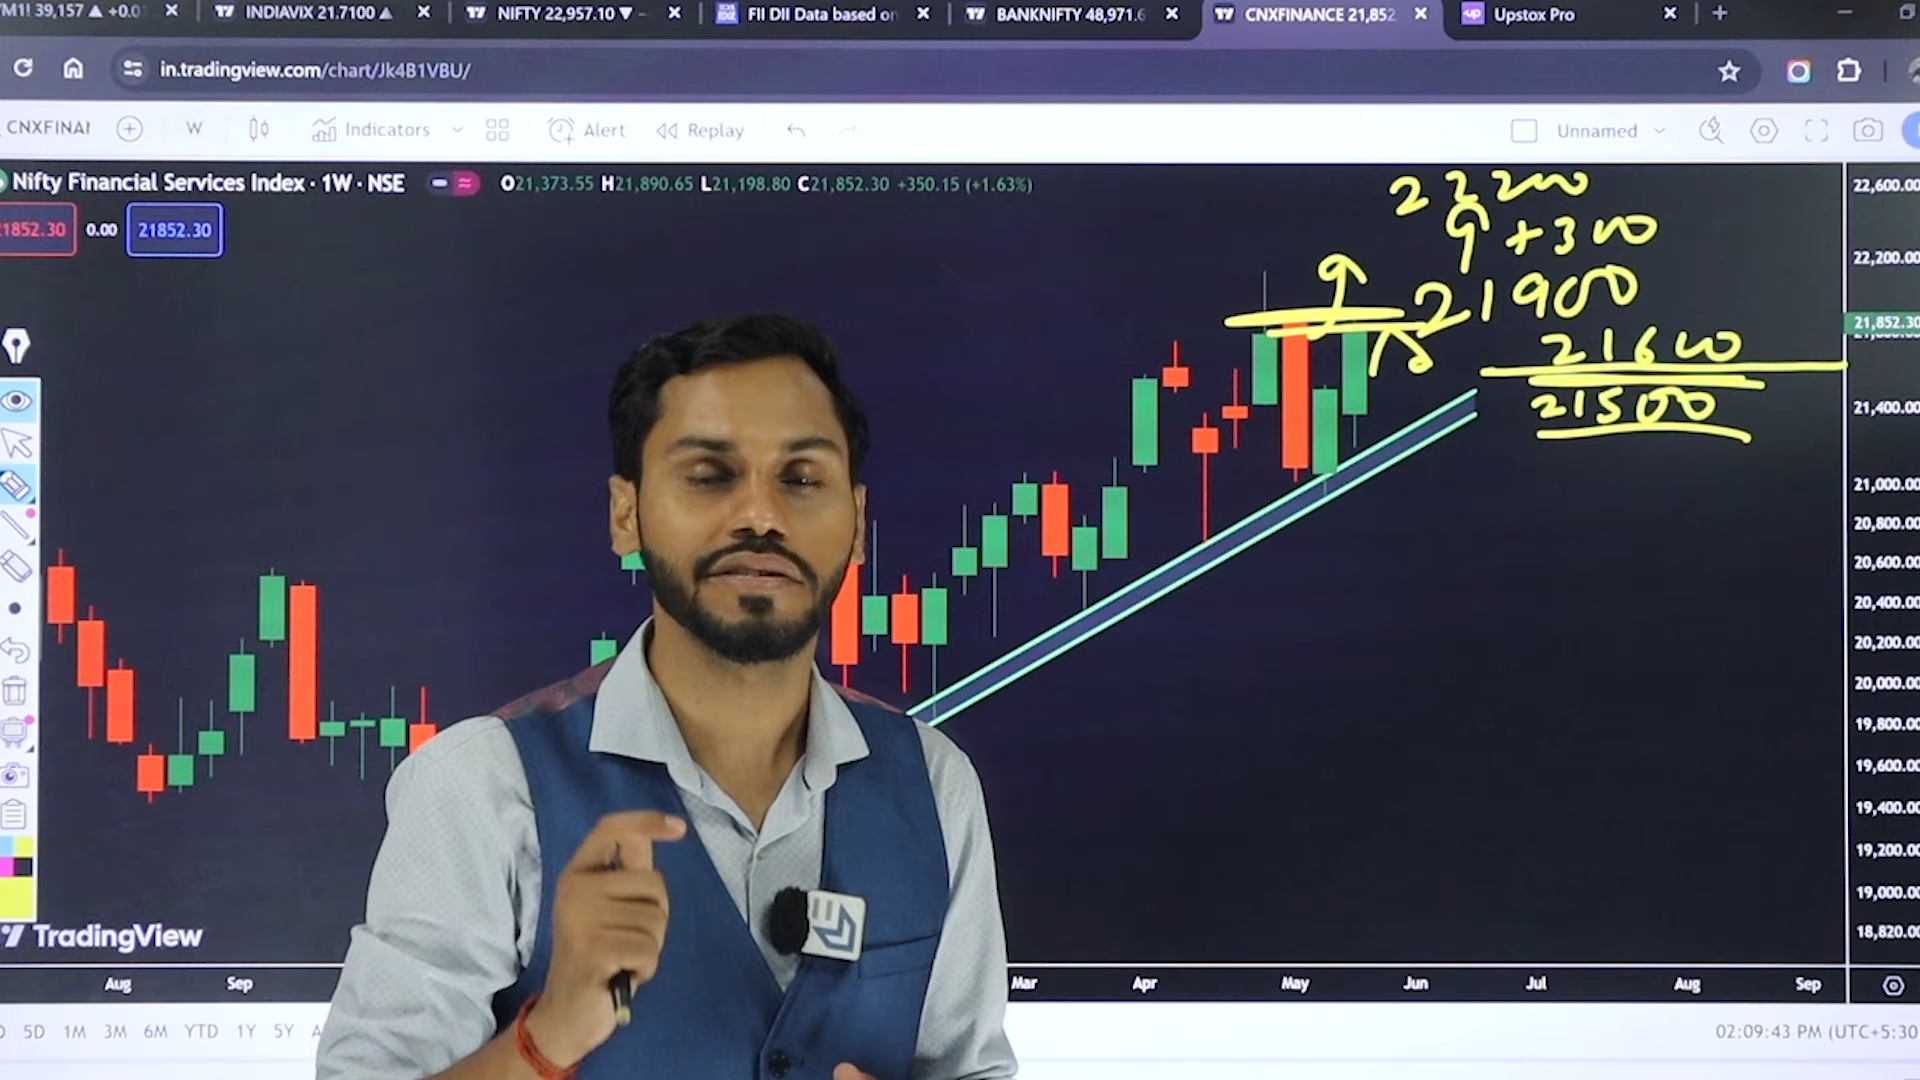 M1! 39,157 ▲ +0.0 × INDIAVIX 21.7100 ▲ × NIFTY 22,957.10 ▼ – × FII DII Data based on × BANKNIFTY 48,971.6 × CNXFINANCE 21,852 × up Upstox Pro × +
in.tradingview.com/chart/Jk4B1VBU/
CNXFINAN W Indicators Alert Replay Unnamed
Nifty Financial Services Index · 1W · NSE O21,373.55 H21,890.65 L21,198.80 C21,852.30 +350.15 (+1.63%)
21852.30 0.00 21852.30
22200
+300
21900
21600
21500
22,600.00
22,200.00
21,852.30
21,400.00
21,000.00
20,800.00
20,600.00
20,400.00
20,200.00
20,000.00
19,800.00
19,600.00
19,400.00
19,200.00
19,000.00
18,820.00
TradingView
Aug Sep Mar Apr May Jun Jul Aug Sep
D 5D 1M 3M 6M YTD 1Y 5Y A 02:09:43 PM (UTC+5:30